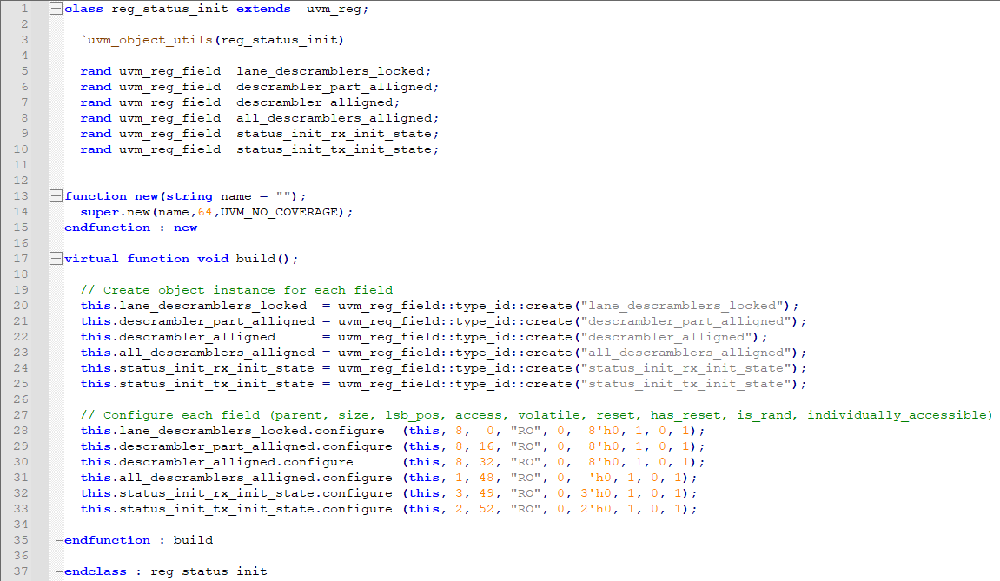 1 class reg_status_init extends  uvm_reg;
2
3   `uvm_object_utils(reg_status_init)
4
5   rand uvm_reg_field  lane_descramblers_locked;
6   rand uvm_reg_field  descrambler_part_alligned;
7   rand uvm_reg_field  descrambler_alligned;
8   rand uvm_reg_field  all_descramblers_alligned;
9   rand uvm_reg_field  status_init_rx_init_state;
10   rand uvm_reg_field  status_init_tx_init_state;
11
12
13 function new(string name = "");
14   super.new(name,64,UVM_NO_COVERAGE);
15 endfunction : new
16
17 virtual function void build();
18
19   // Create object instance for each field
20   this.lane_descramblers_locked  = uvm_reg_field::type_id::create("lane_descramblers_locked");
21   this.descrambler_part_alligned = uvm_reg_field::type_id::create("descrambler_part_alligned");
22   this.descrambler_alligned      = uvm_reg_field::type_id::create("descrambler_alligned");
23   this.all_descramblers_alligned = uvm_reg_field::type_id::create("all_descramblers_alligned");
24   this.status_init_rx_init_state = uvm_reg_field::type_id::create("status_init_rx_init_state");
25   this.status_init_tx_init_state = uvm_reg_field::type_id::create("status_init_tx_init_state");
26
27   // Configure each field (parent, size, lsb_pos, access, volatile, reset, has_reset, is_rand, individually_accessible)
28   this.lane_descramblers_locked.configure  (this, 8,  0, "RO", 0,  8'h0, 1, 0, 1);
29   this.descrambler_part_alligned.configure (this, 8, 16, "RO", 0,  8'h0, 1, 0, 1);
30   this.descrambler_alligned.configure      (this, 8, 32, "RO", 0,  8'h0, 1, 0, 1);
31   this.all_descramblers_alligned.configure (this, 1, 48, "RO", 0,  'h0, 1, 0, 1);
32   this.status_init_rx_init_state.configure (this, 3, 49, "RO", 0, 3'h0, 1, 0, 1);
33   this.status_init_tx_init_state.configure (this, 2, 52, "RO", 0, 2'h0, 1, 0, 1);
34
35 endfunction : build
36
37 endclass : reg_status_init